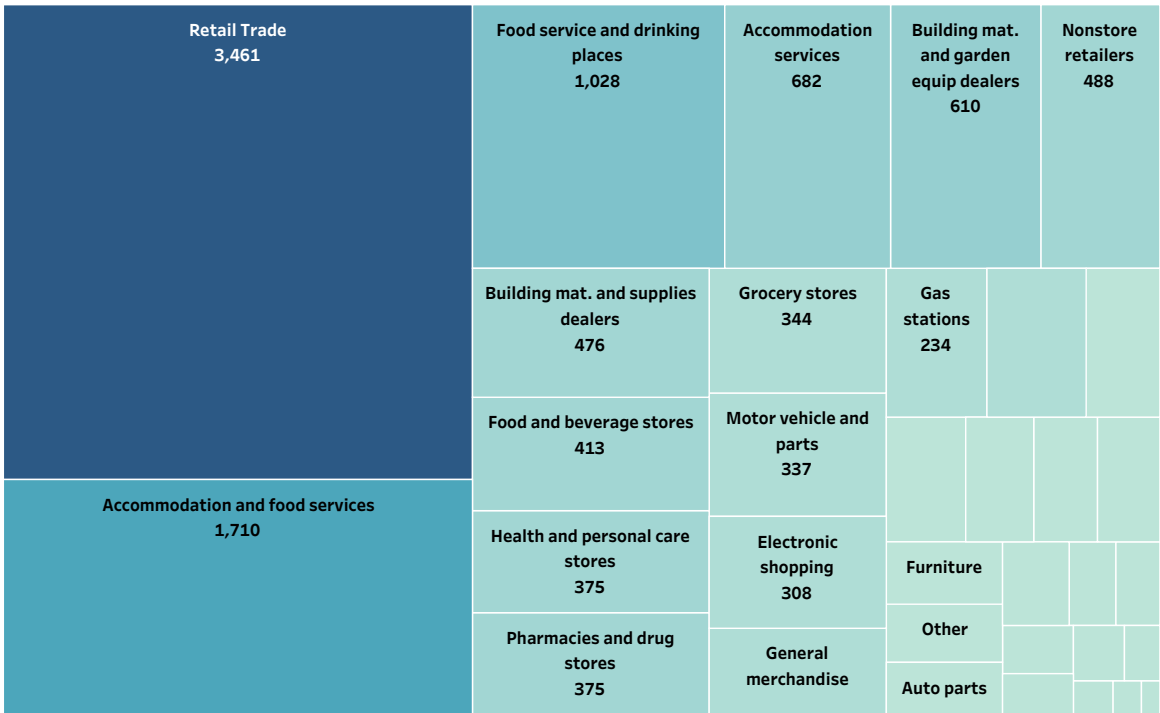 Retail Trade
3,461
Accommodation and food services
1,710
Food service and drinking
places
1,028
Accommodation
services
682
Building mat.
and garden
equip dealers
610
Nonstore
retailers
488
Building mat. and supplies
dealers
476
Food and beverage stores
413
Health and personal care
stores
375
Pharmacies and drug
stores
375
Grocery stores
344
Motor vehicle and
parts
337
Electronic
shopping
308
General
merchandise
Gas
stations
234
Furniture
Other
Auto parts